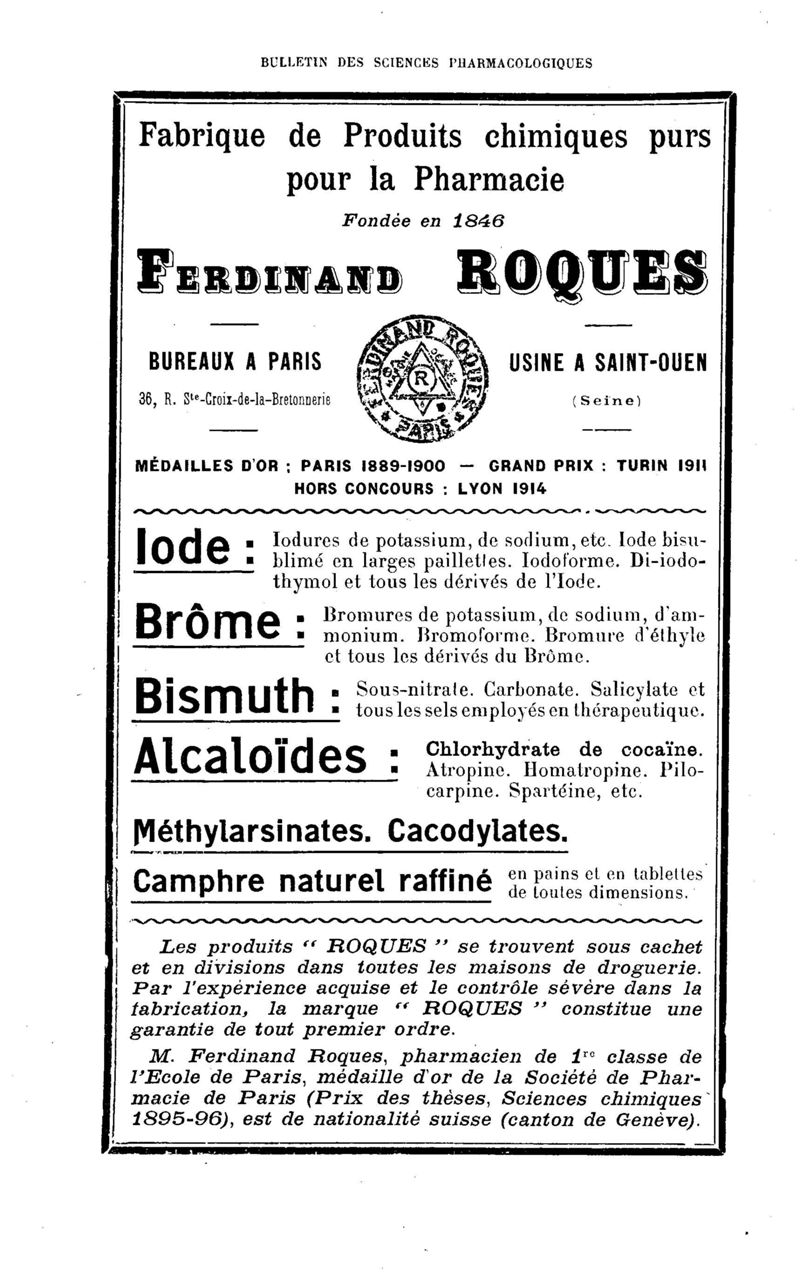 BULLETIN DES SCIENCES PHARMACOLOGIQUES
Fabrique de Produits chimiques purs
pour la Pharmacie
Fondée en 1846
FERDINAND ROQUES
BUREAUX A PARIS
36, R. Ste-Croix-de-la-Bretonnerie
FERDINAND ROQUES
R
PARIS
USINE A SAINT-OUEN
(Seine)
MÉDAILLES D'OR : PARIS 1889-1900 — GRAND PRIX : TURIN 1911
HORS CONCOURS : LYON 1914
Iode : Iodures de potassium, de sodium, etc. Iode bisu-
blimé en larges paillettes. Iodoforme. Di-iodo-
thymol et tous les dérivés de l'Iode.
Brôme : Bromures de potassium, de sodium, d'am-
monium. Bromoforme. Bromure d'éthyle
et tous les dérivés du Brôme.
Bismuth : Sous-nitrate. Carbonate. Salicylate et
tous les sels employés en thérapeutique.
Alcaloïdes : Chlorhydrate de cocaïne.
Atropine. Homatropine. Pilo-
carpine. Spartéine, etc.
Méthylarsinates. Cacodylates.
Camphre naturel raffiné en pains et en tablettes
de toutes dimensions.
Les produits “ ROQUES ” se trouvent sous cachet
et en divisions dans toutes les maisons de droguerie.
Par l'expérience acquise et le contrôle sévère dans la
fabrication, la marque “ ROQUES ” constitue une
garantie de tout premier ordre.
M. Ferdinand Roques, pharmacien de 1re classe de
l'Ecole de Paris, médaille d'or de la Société de Phar-
macie de Paris (Prix des thèses, Sciences chimiques
1895-96), est de nationalité suisse (canton de Genève).